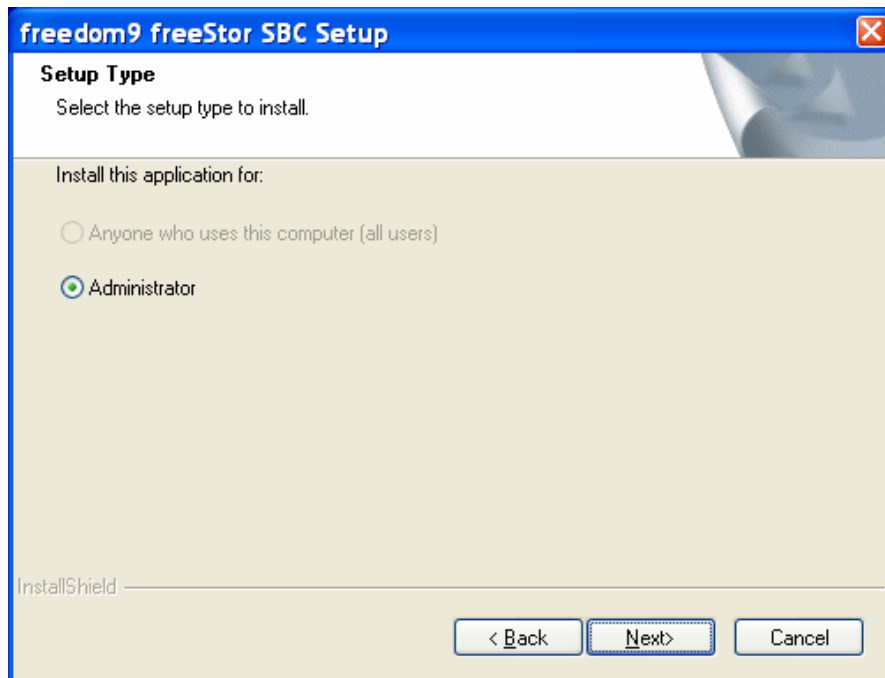 freedom9 freeStor SBC Setup
Setup Type
Select the setup type to install.
Install this application for:
Anyone who uses this computer (all users)
Administrator
InstallShield
< Back Next> Cancel